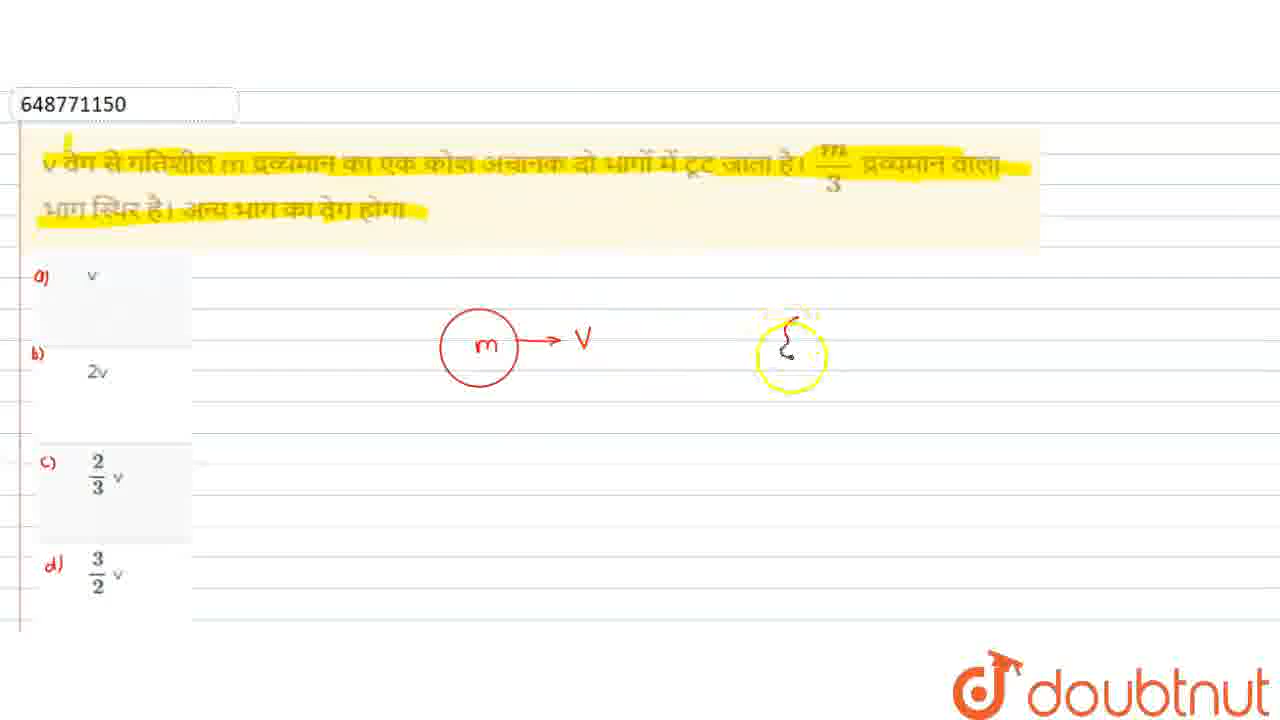 648771150
v वेग से गतिशील m द्रव्यमान का एक कोश अचानक दो भागों में टूट जाता है। m/3 द्रव्यमान वाला
भाग स्थिर है। अन्य भाग का वेग होगा
a) v
b) 2v
c) 2/3 v
d) 3/2 v
m → V
doubtnut